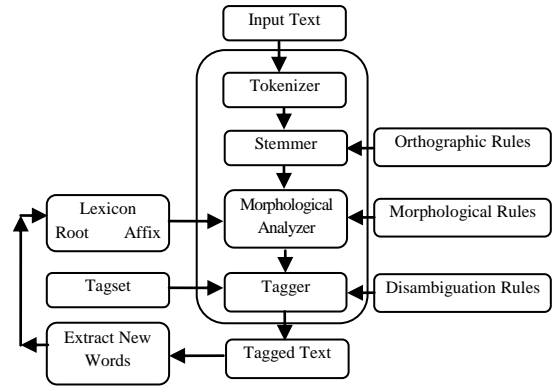 Input Text
Tokenizer
Stemmer
Orthographic Rules
Lexicon
Root Affix
Morphological
Analyzer
Morphological Rules
Tagset
Tagger
Disambiguation Rules
Extract New
Words
Tagged Text